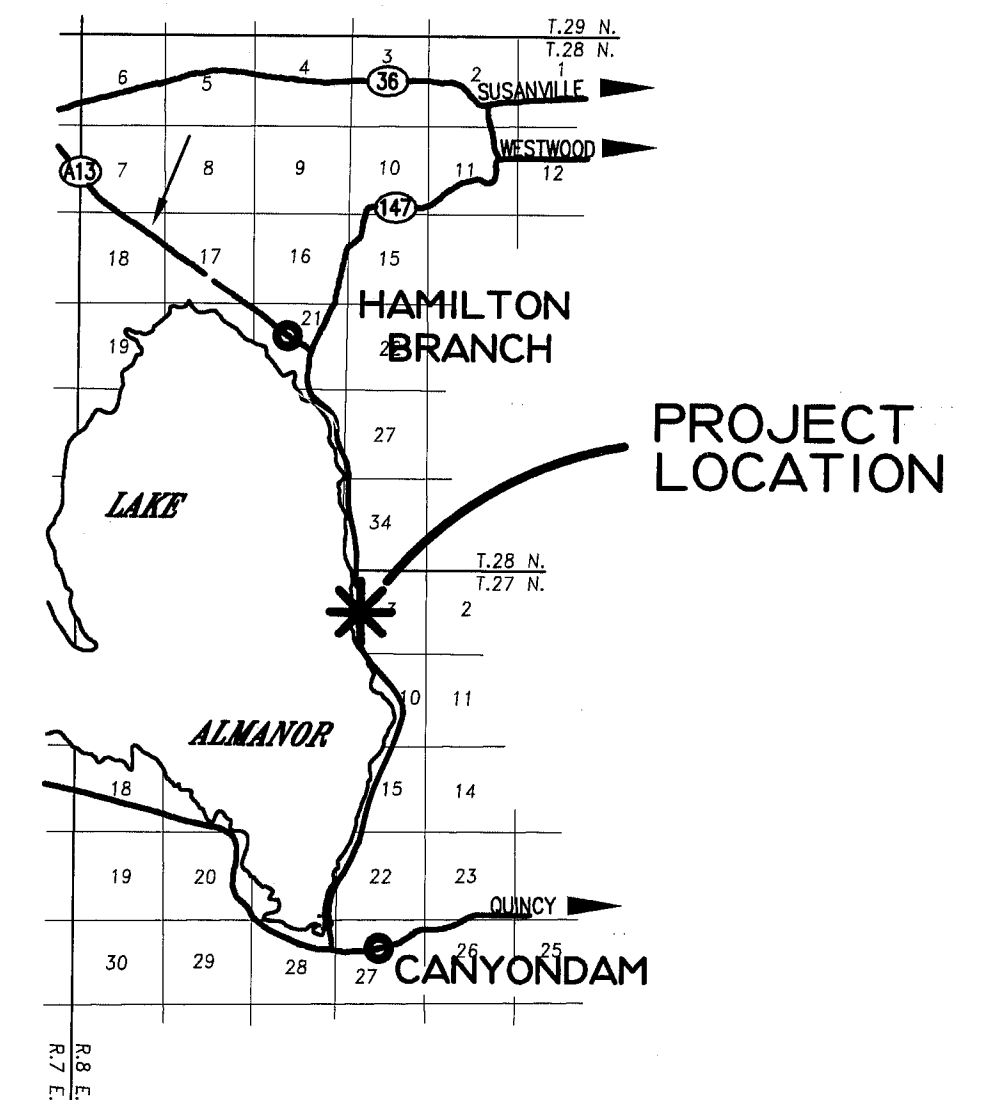 T.29 N.
T.28 N.
6 5 4 3 2 1
36
SUSANVILLE
WESTWOOD
A13 7 8 9 10 11 12
147
18 17 16 15
HAMILTON
BRANCH
19 21
27
PROJECT
LOCATION
LAKE
34
T.28 N.
T.27 N.
3 2
10 11
ALMANOR
18 15 14
19 20 22 23
QUINCY
30 29 28 27 26 25
CANYONDAM
R.7 E.
R.8 E.